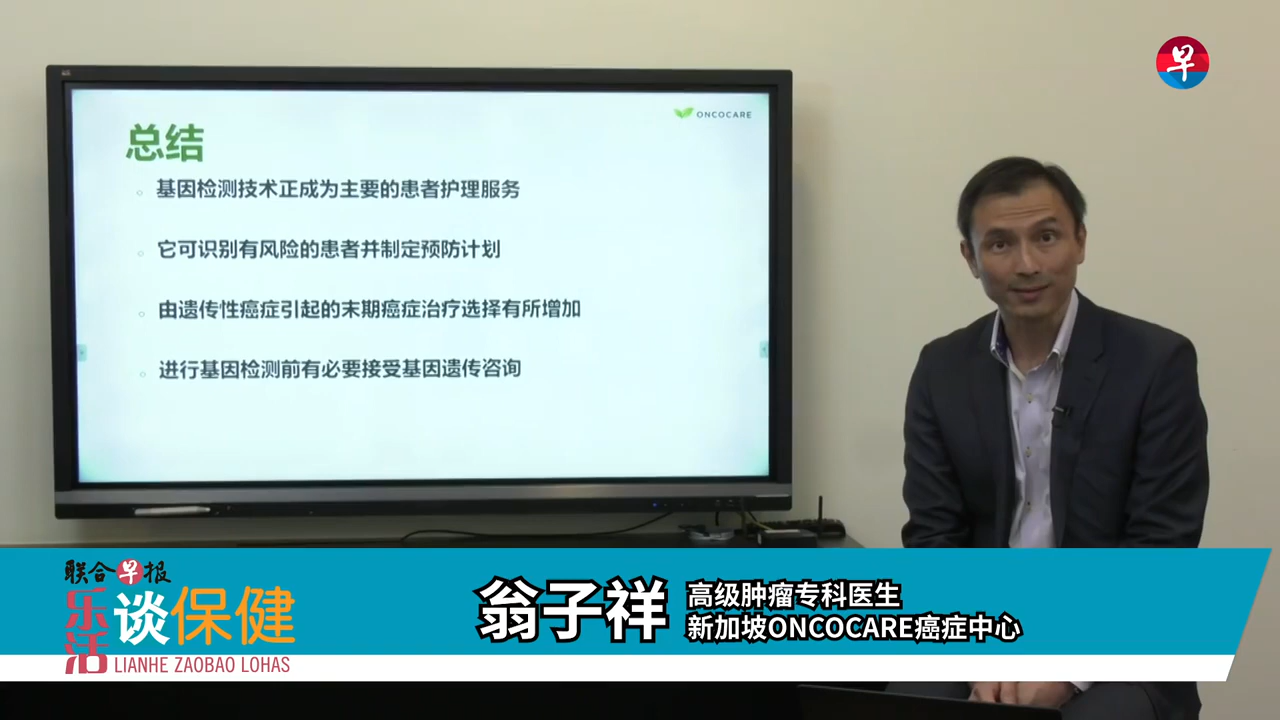 早
ONCOCARE
总结
基因检测技术正成为主要的患者护理服务
它可识别有风险的患者并制定预防计划
由遗传性癌症引起的末期癌症治疗选择有所增加
进行基因检测前有必要接受基因遗传咨询
联合早报
乐活谈保健
LIANHE ZAOBAO LOHAS
翁子祥
高级肿瘤专科医生
新加坡ONCOCARE癌症中心